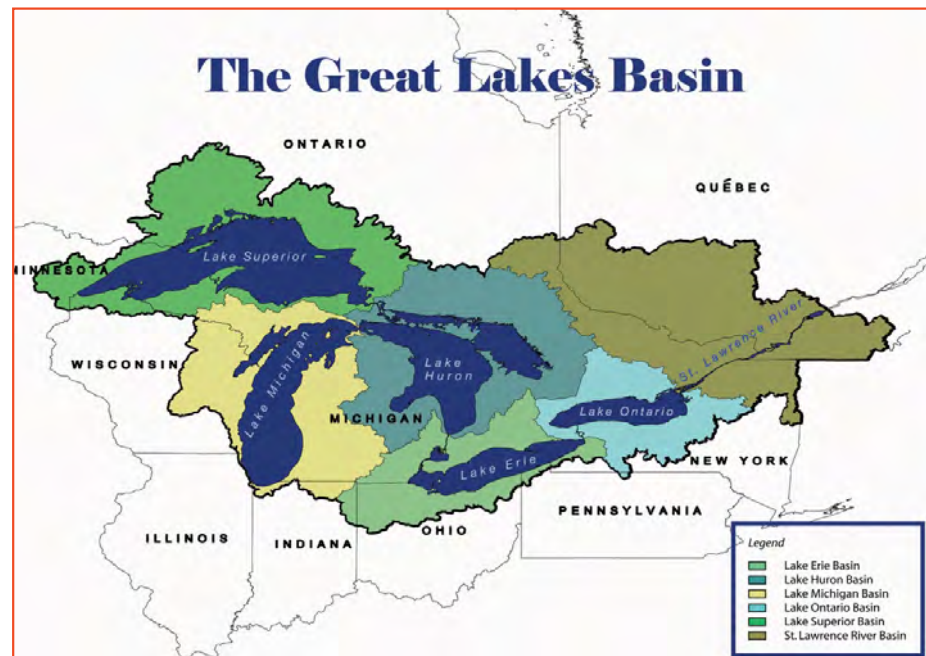 The Great Lakes Basin
ONTARIO
QUÉBEC
Lake Superior
MINNESOTA
St. Lawrence River
WISCONSIN
Lake Michigan
Lake
Huron
MICHIGAN
Lake Ontario
Lake Erie
NEW YORK
PENNSYLVANIA
OHIO
ILLINOIS
INDIANA
Legend
Lake Erie Basin
Lake Huron Basin
Lake Michigan Basin
Lake Ontario Basin
Lake Superior Basin
St. Lawrence River Basin